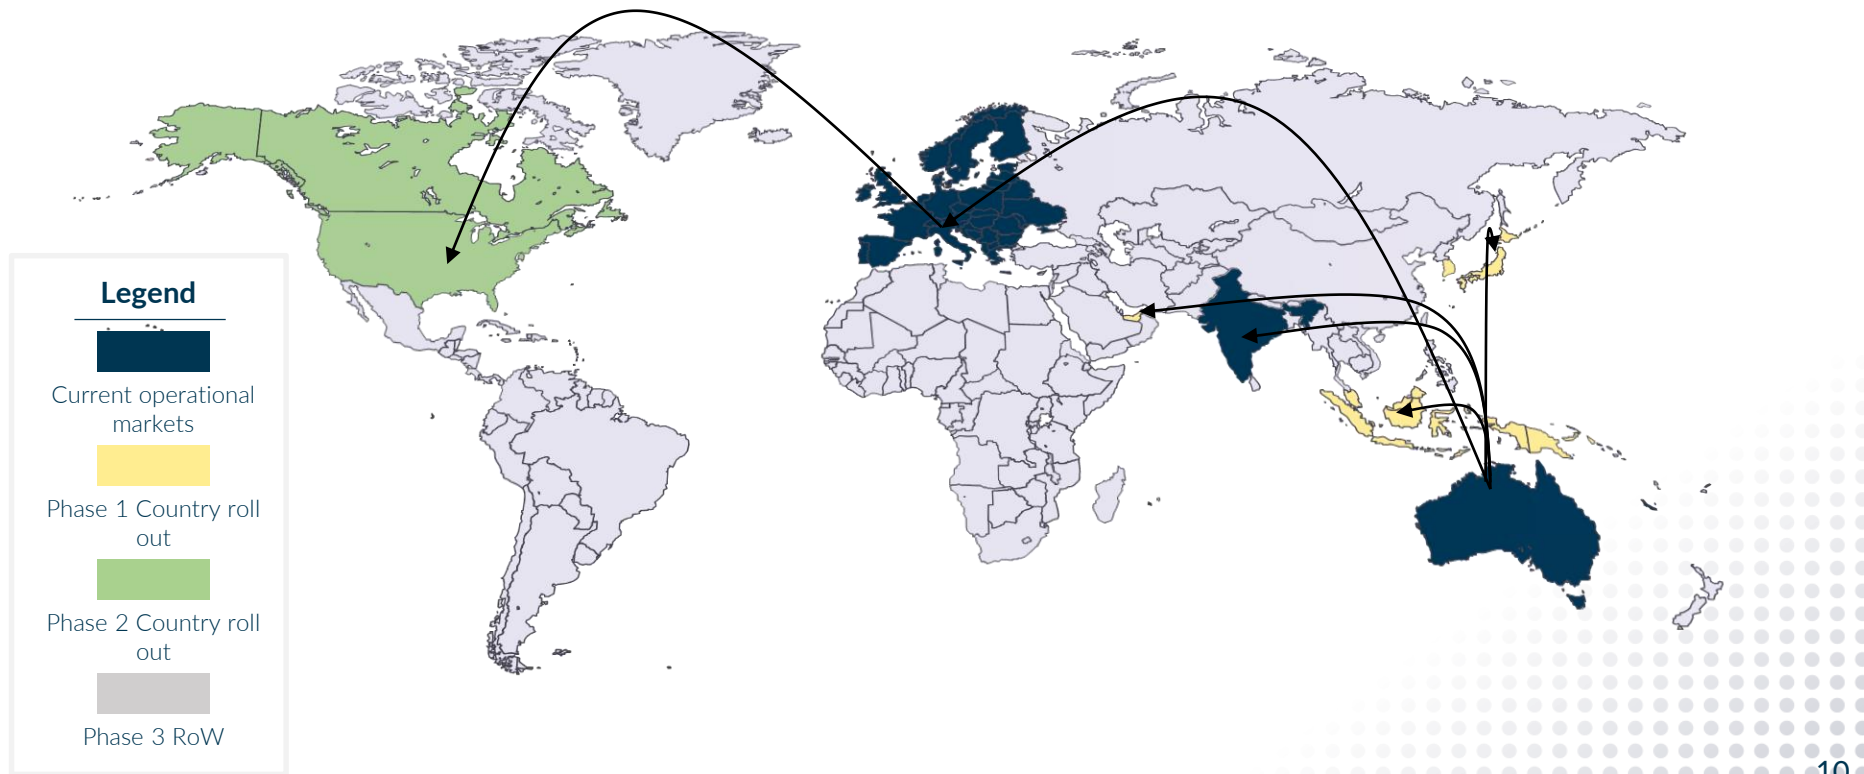 Legend
Current operational
markets
Phase 1 Country roll
out
Phase 2 Country roll
out
Phase 3 RoW
10